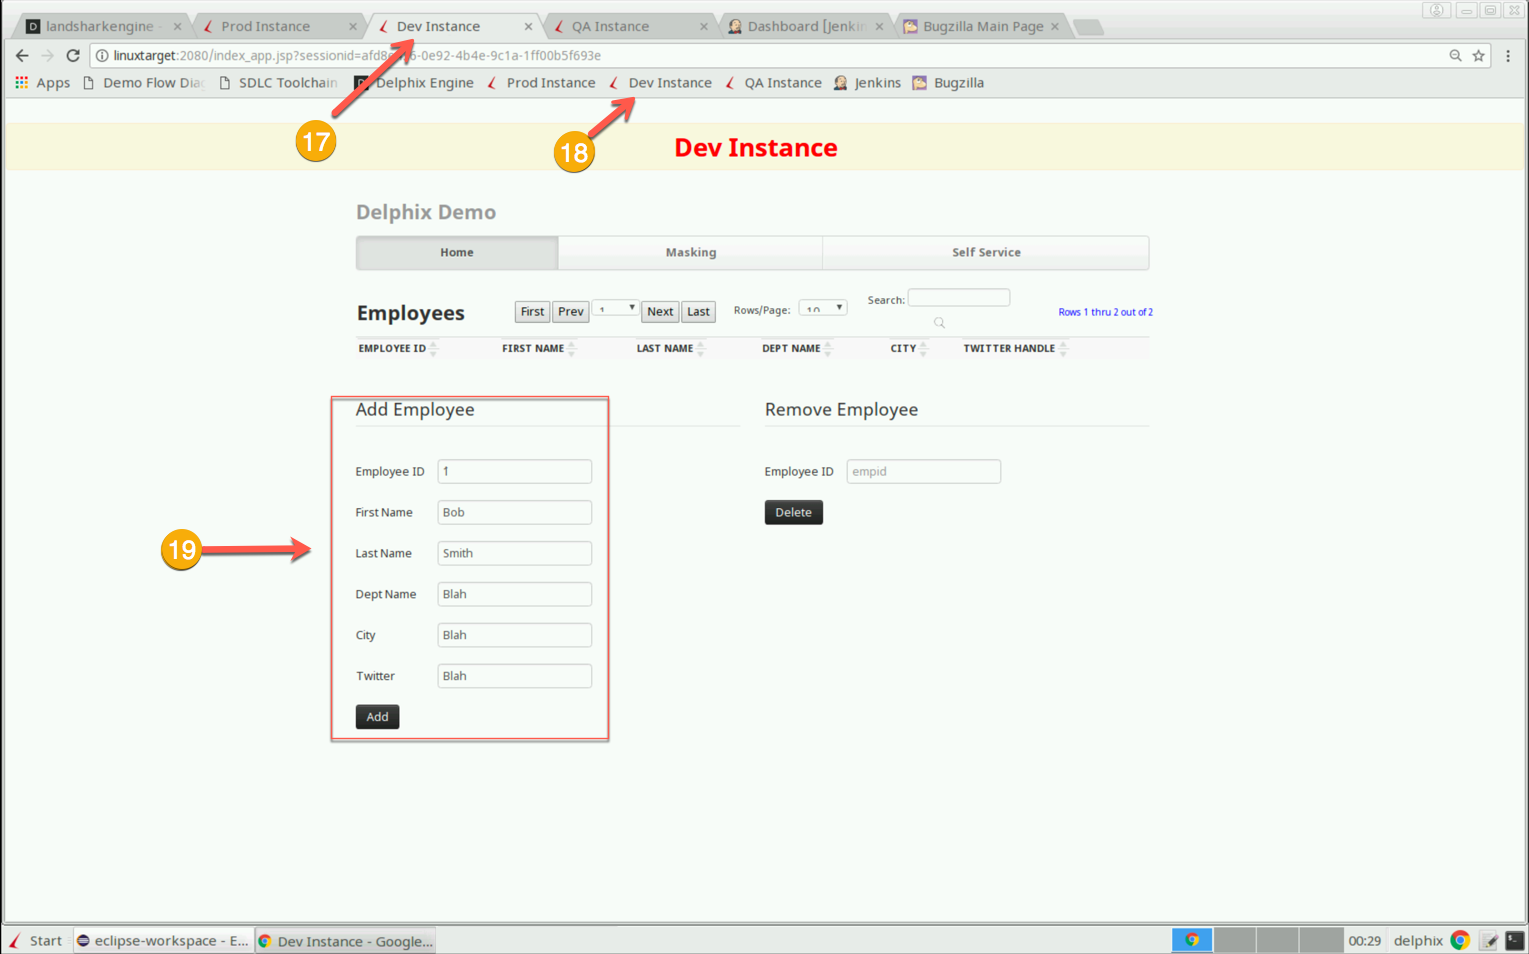 landsharkengine - Prod Instance Dev Instance QA Instance Dashboard [Jenkin Bugzilla Main Page
linuxtarget:2080/index_app.jsp?sessionid= 6-0e92-4b4e-9c1a-1ff00b5f693e
Apps Demo Flow Diag SDLC Toolchain Delphix Engine Prod Instance Dev Instance QA Instance Jenkins Bugzilla
17
18
Dev Instance
Delphix Demo
Home Masking Self Service
Employees First Prev 1 Next Last Rows/Page: 10 Search: Rows 1 thru 2 out of 2
EMPLOYEE ID FIRST NAME LAST NAME DEPT NAME CITY TWITTER HANDLE
Add Employee
Employee ID 1
First Name Bob
Last Name Smith
Dept Name Blah
City Blah
Twitter Blah
Add
Remove Employee
Employee ID empid
Delete
19
Start eclipse-workspace - E... Dev Instance - Google... 00:29 delphix